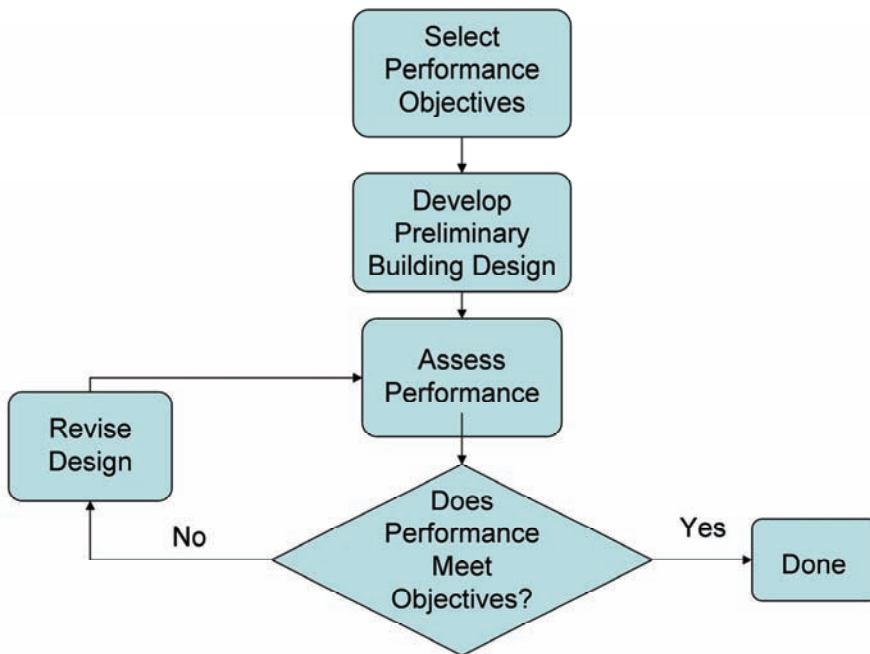 Select
Performance
Objectives
Develop
Preliminary
Building Design
Assess
Performance
Revise
Design
Does
Performance
Meet
Objectives?
No
Yes
Done